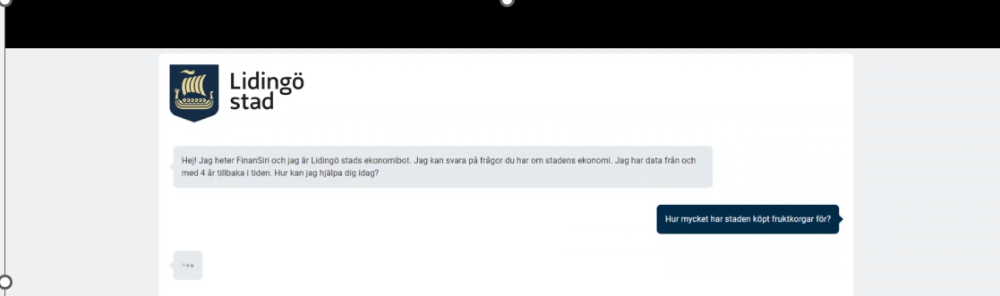 Lidingö
stad
Hej! Jag heter FinanSiri och jag är Lidingö stads ekonomibot. Jag kan svara på frågor du har om stadens ekonomi. Jag har data från och
med 4 år tillbaka i tiden. Hur kan jag hjälpa dig idag?
Hur mycket har staden köpt fruktkorgar för?